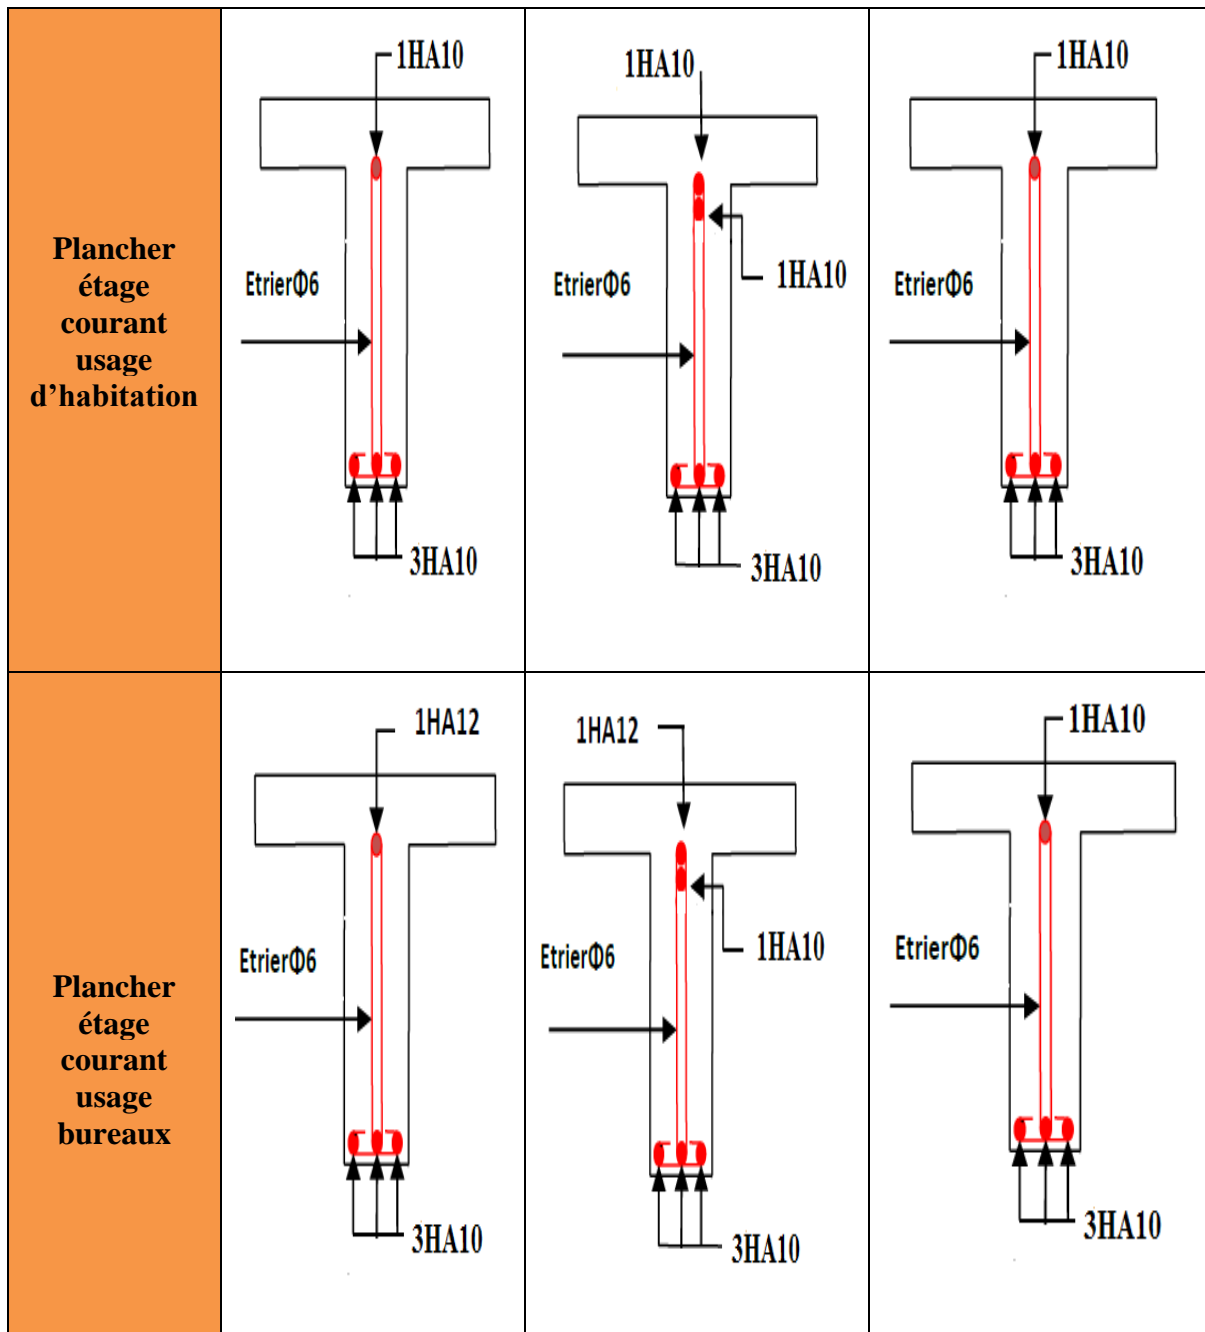 Plancher
étage
courant
usage
d’habitation
1HA10
EtrierΦ6
3HA10
1HA10
1HA10
EtrierΦ6
3HA10
1HA10
EtrierΦ6
3HA10
Plancher
étage
courant
usage
bureaux
1HA12
EtrierΦ6
3HA10
1HA12
1HA10
EtrierΦ6
3HA10
1HA10
EtrierΦ6
3HA10